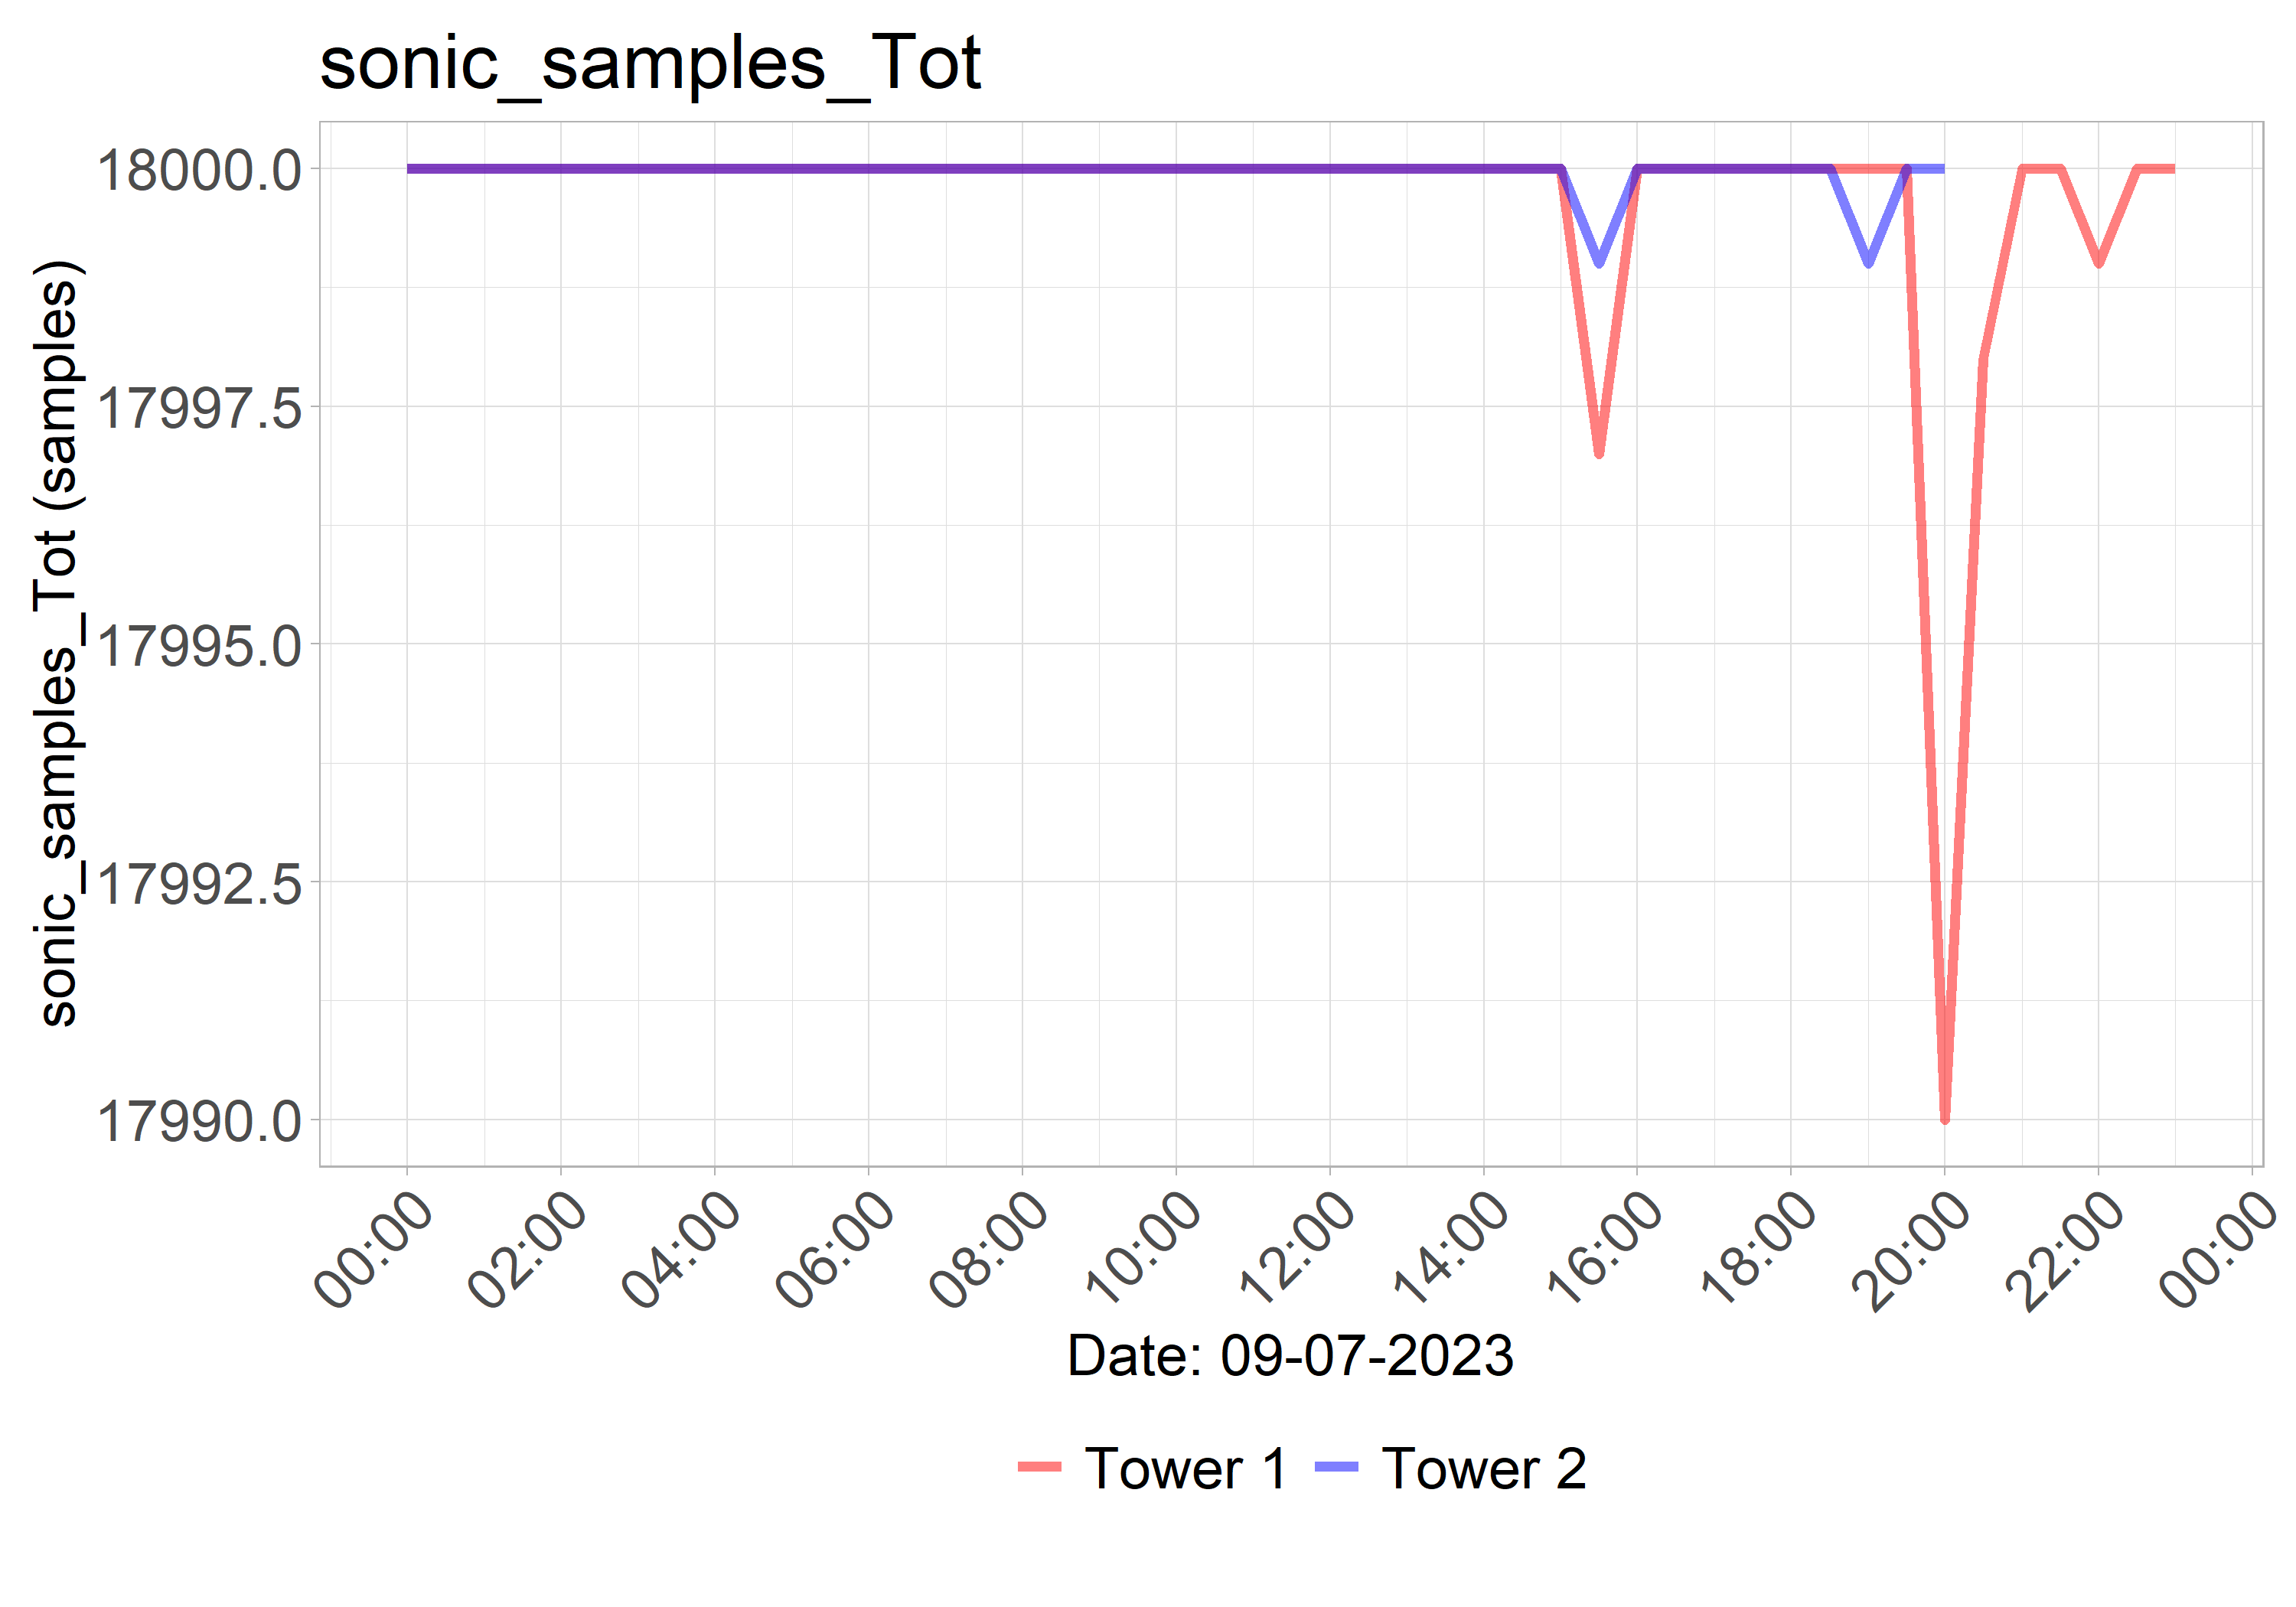 sonic_samples_Tot
sonic_samples_Tot (samples)
18000.0
17997.5
17995.0
17992.5
17990.0
00:00 02:00 04:00 06:00 08:00 10:00 12:00 14:00 16:00 18:00 20:00 22:00 00:00
Date: 09-07-2023
Tower 1 Tower 2